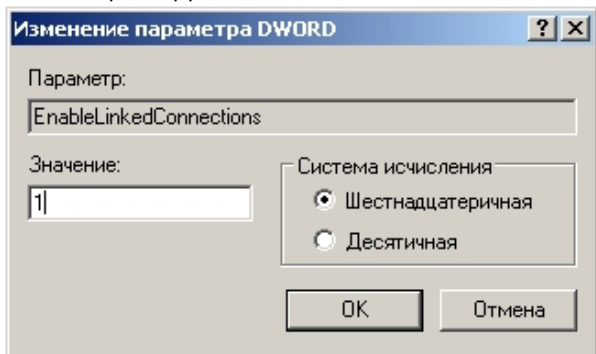 Изменение параметра DWORD
Параметр:
EnableLinkedConnections
Значение:
1
Система исчисления
Шестнадцатеричная
Десятичная
OK
Отмена